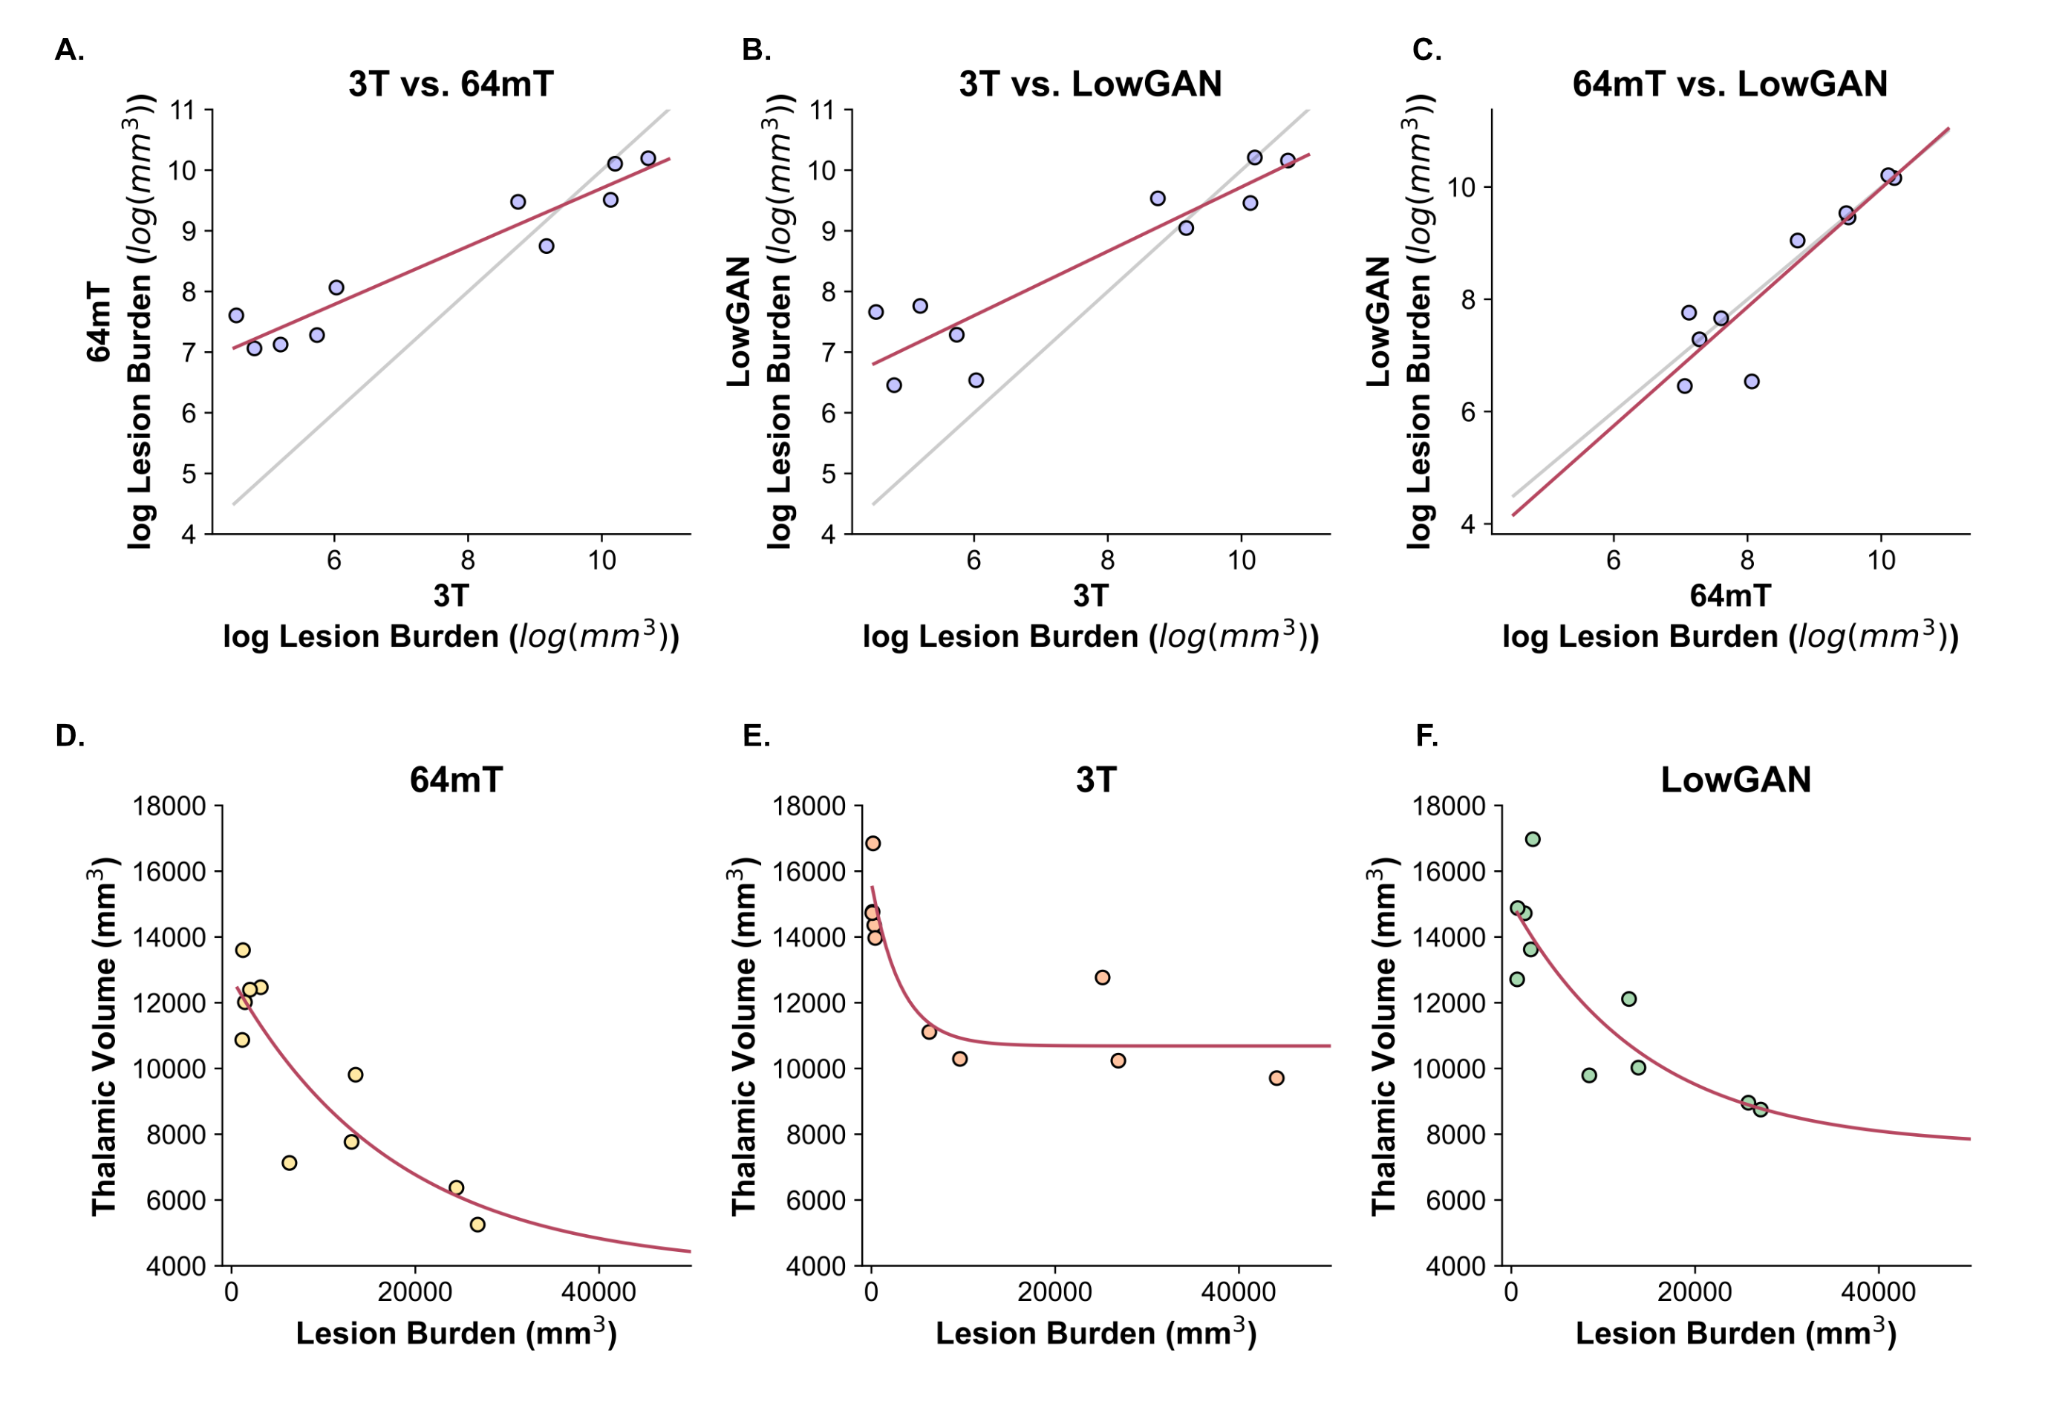 A.
3T vs. 64mT
64mT
log Lesion Burden (log(mm³))
11
10
9
8
7
6
5
4
6
8
10
3T
log Lesion Burden (log(mm³))
B.
3T vs. LowGAN
LowGAN
log Lesion Burden (log(mm³))
11
10
9
8
7
6
5
4
6
8
10
3T
log Lesion Burden (log(mm³))
C.
64mT vs. LowGAN
LowGAN
log Lesion Burden (log(mm³))
10
8
6
4
6
8
10
64mT
log Lesion Burden (log(mm³))
D.
64mT
Thalamic Volume (mm³)
18000
16000
14000
12000
10000
8000
6000
4000
0
20000
40000
Lesion Burden (mm³)
E.
3T
Thalamic Volume (mm³)
18000
16000
14000
12000
10000
8000
6000
4000
0
20000
40000
Lesion Burden (mm³)
F.
LowGAN
Thalamic Volume (mm³)
18000
16000
14000
12000
10000
8000
6000
4000
0
20000
40000
Lesion Burden (mm³)